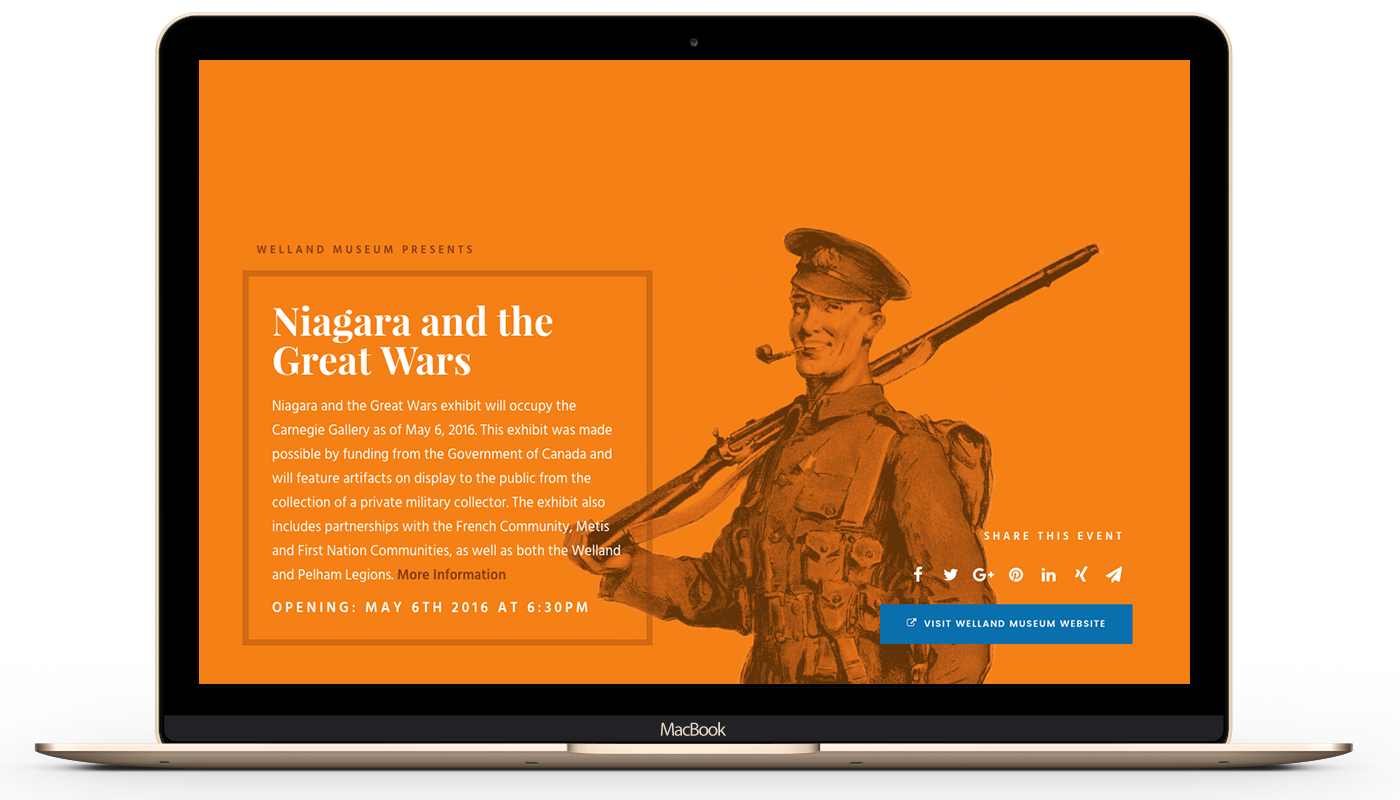 WELLAND MUSEUM PRESENTS
Niagara and the
Great Wars
Niagara and the Great Wars exhibit will occupy the
Carnegie Gallery as of May 6, 2016. This exhibit was made
possible by funding from the Government of Canada and
will feature artifacts on display to the public from the
collection of a private military collector. The exhibit also
includes partnerships with the French Community, Metis
and First Nation Communities, as well as both the Welland
and Pelham Legions. More Information
OPENING: MAY 6TH 2016 AT 6:30PM
SHARE THIS EVENT
VISIT WELLAND MUSEUM WEBSITE
MacBook